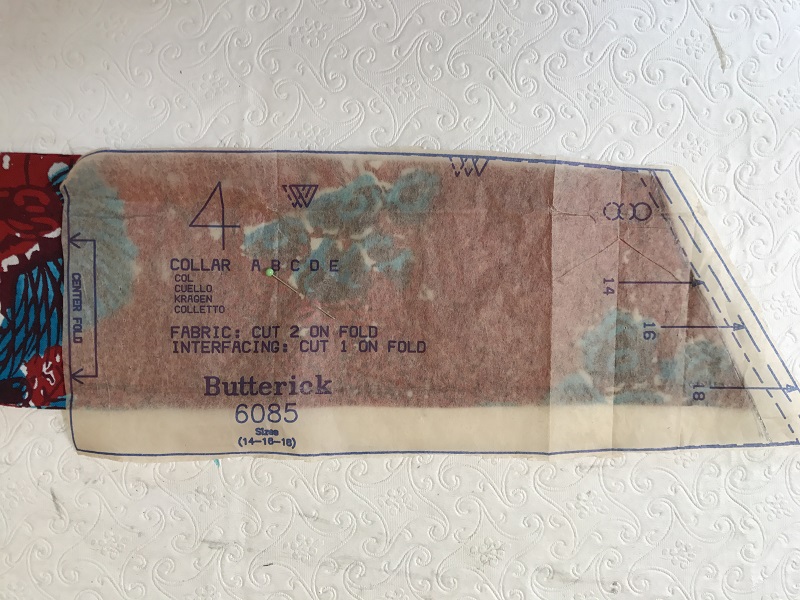 4
COLLAR A B C D E
COL
CUELLO
KRAGEN
COLLETTO
FABRIC: CUT 2 ON FOLD
INTERFACING: CUT 1 ON FOLD
Butterick
6085
Sizes
(14-16-18)
CENTER FOLD
14
16
18